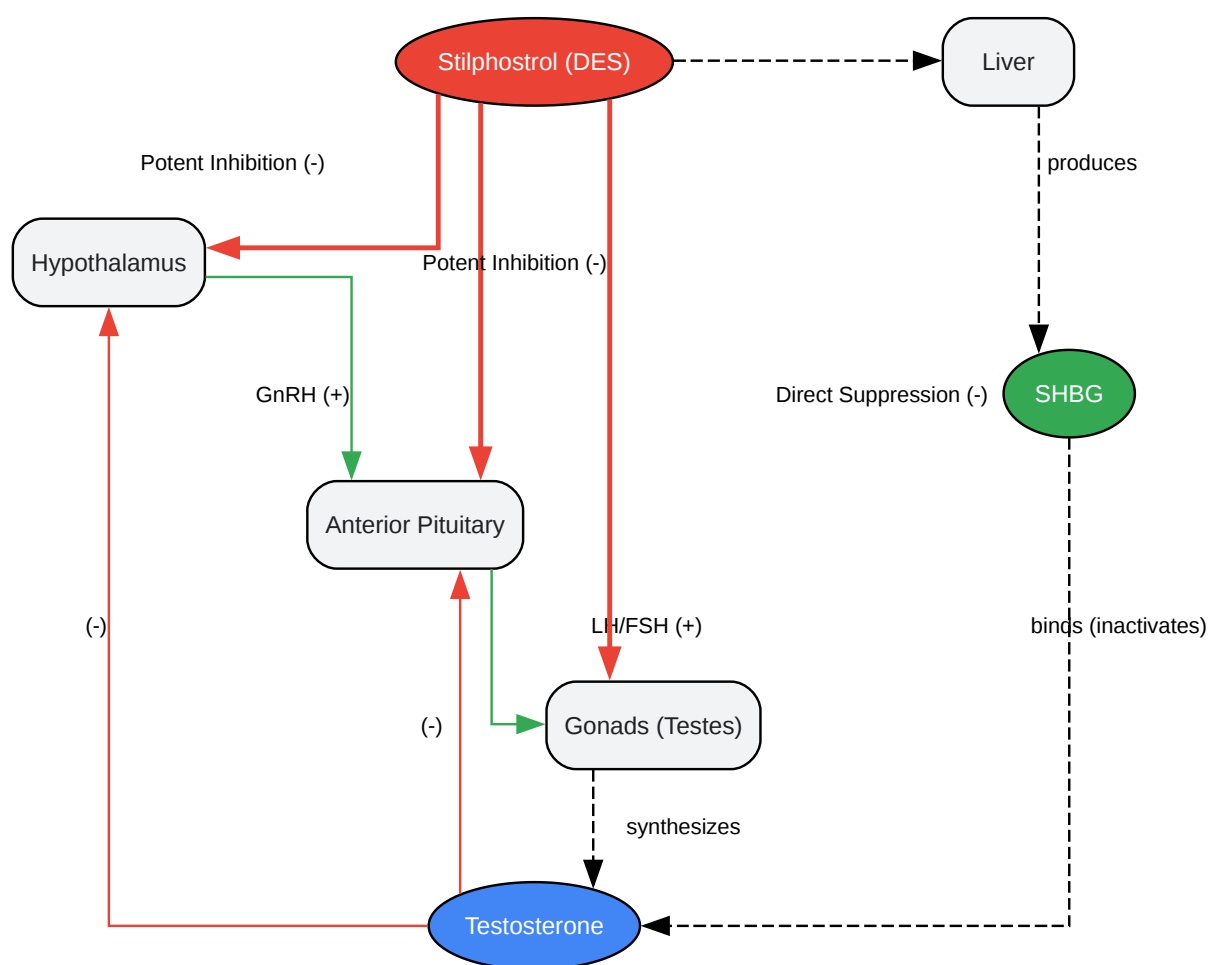 Stilphostrol (DES)
Liver
Potent Inhibition (-)
produces
Hypothalamus
Potent Inhibition (-)
GnRH (+)
Direct Suppression (-)
SHBG
Anterior Pituitary
(-)
LH/FSH (+)
binds (inactivates)
(-)
Gonads (Testes)
synthesizes
Testosterone